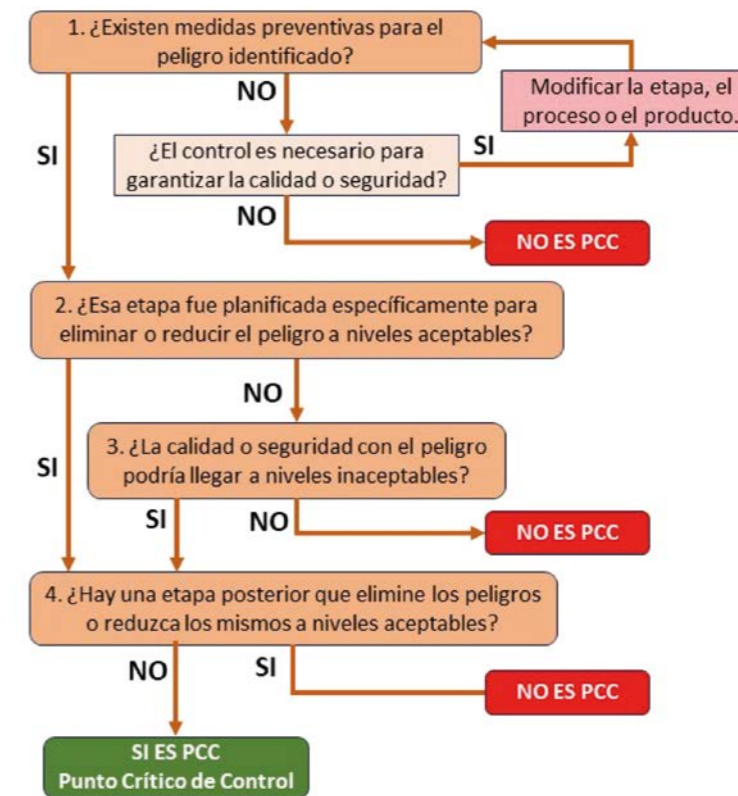 1. ¿Existen medidas preventivas para el
peligro identificado?
Modificar la etapa, el
proceso o el producto.
NO
SI
¿El control es necesario para
garantizar la calidad o seguridad?
SI
NO
NO ES PCC
2. ¿Esa etapa fue planificada específicamente para
eliminar o reducir el peligro a niveles aceptables?
NO
SI
3. ¿La calidad o seguridad con el peligro
podría llegar a niveles inaceptables?
SI
NO
NO ES PCC
4. ¿Hay una etapa posterior que elimine los peligros
o reduzca los mismos a niveles aceptables?
NO
SI
NO ES PCC
SI ES PCC
Punto Crítico de Control